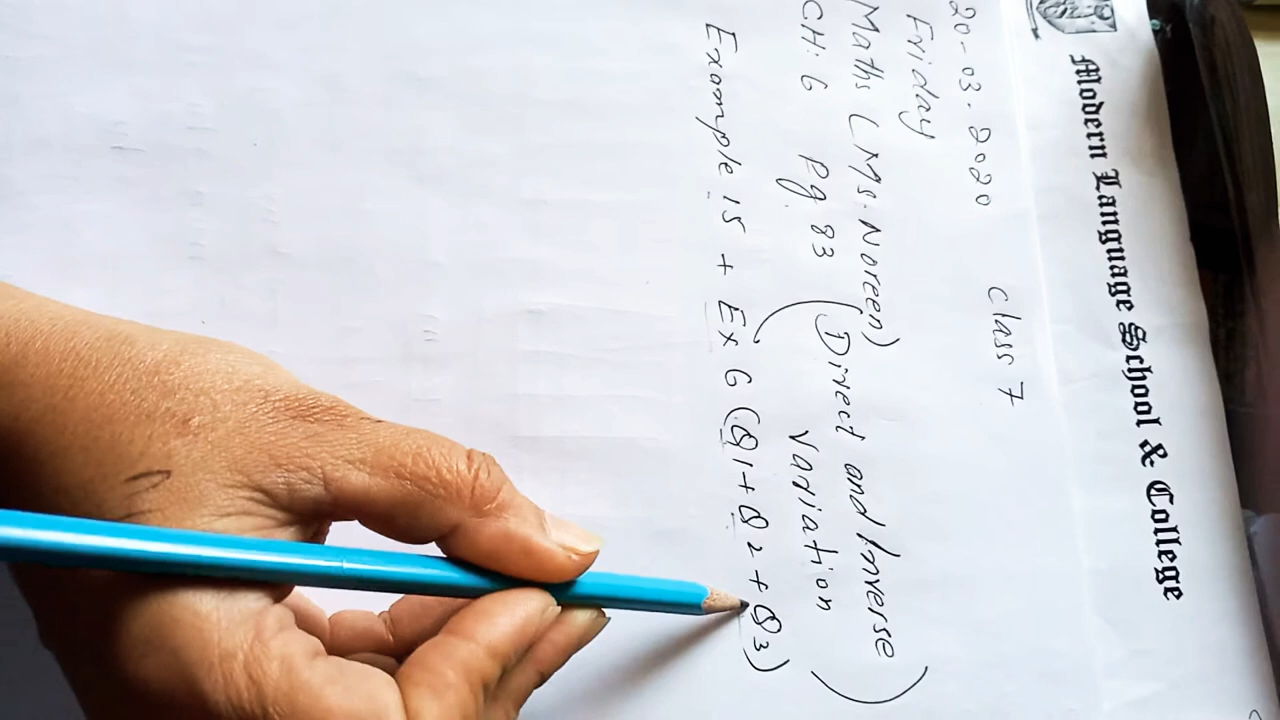 Modern Language School & College
Class 7
20-03-2020
Friday
Maths (Ms. Noreen)
CH: 6 Pg. 83 (Direct and Inverse
Variation)
Example 15 + Ex 6 (Q1+Q2+Q3)